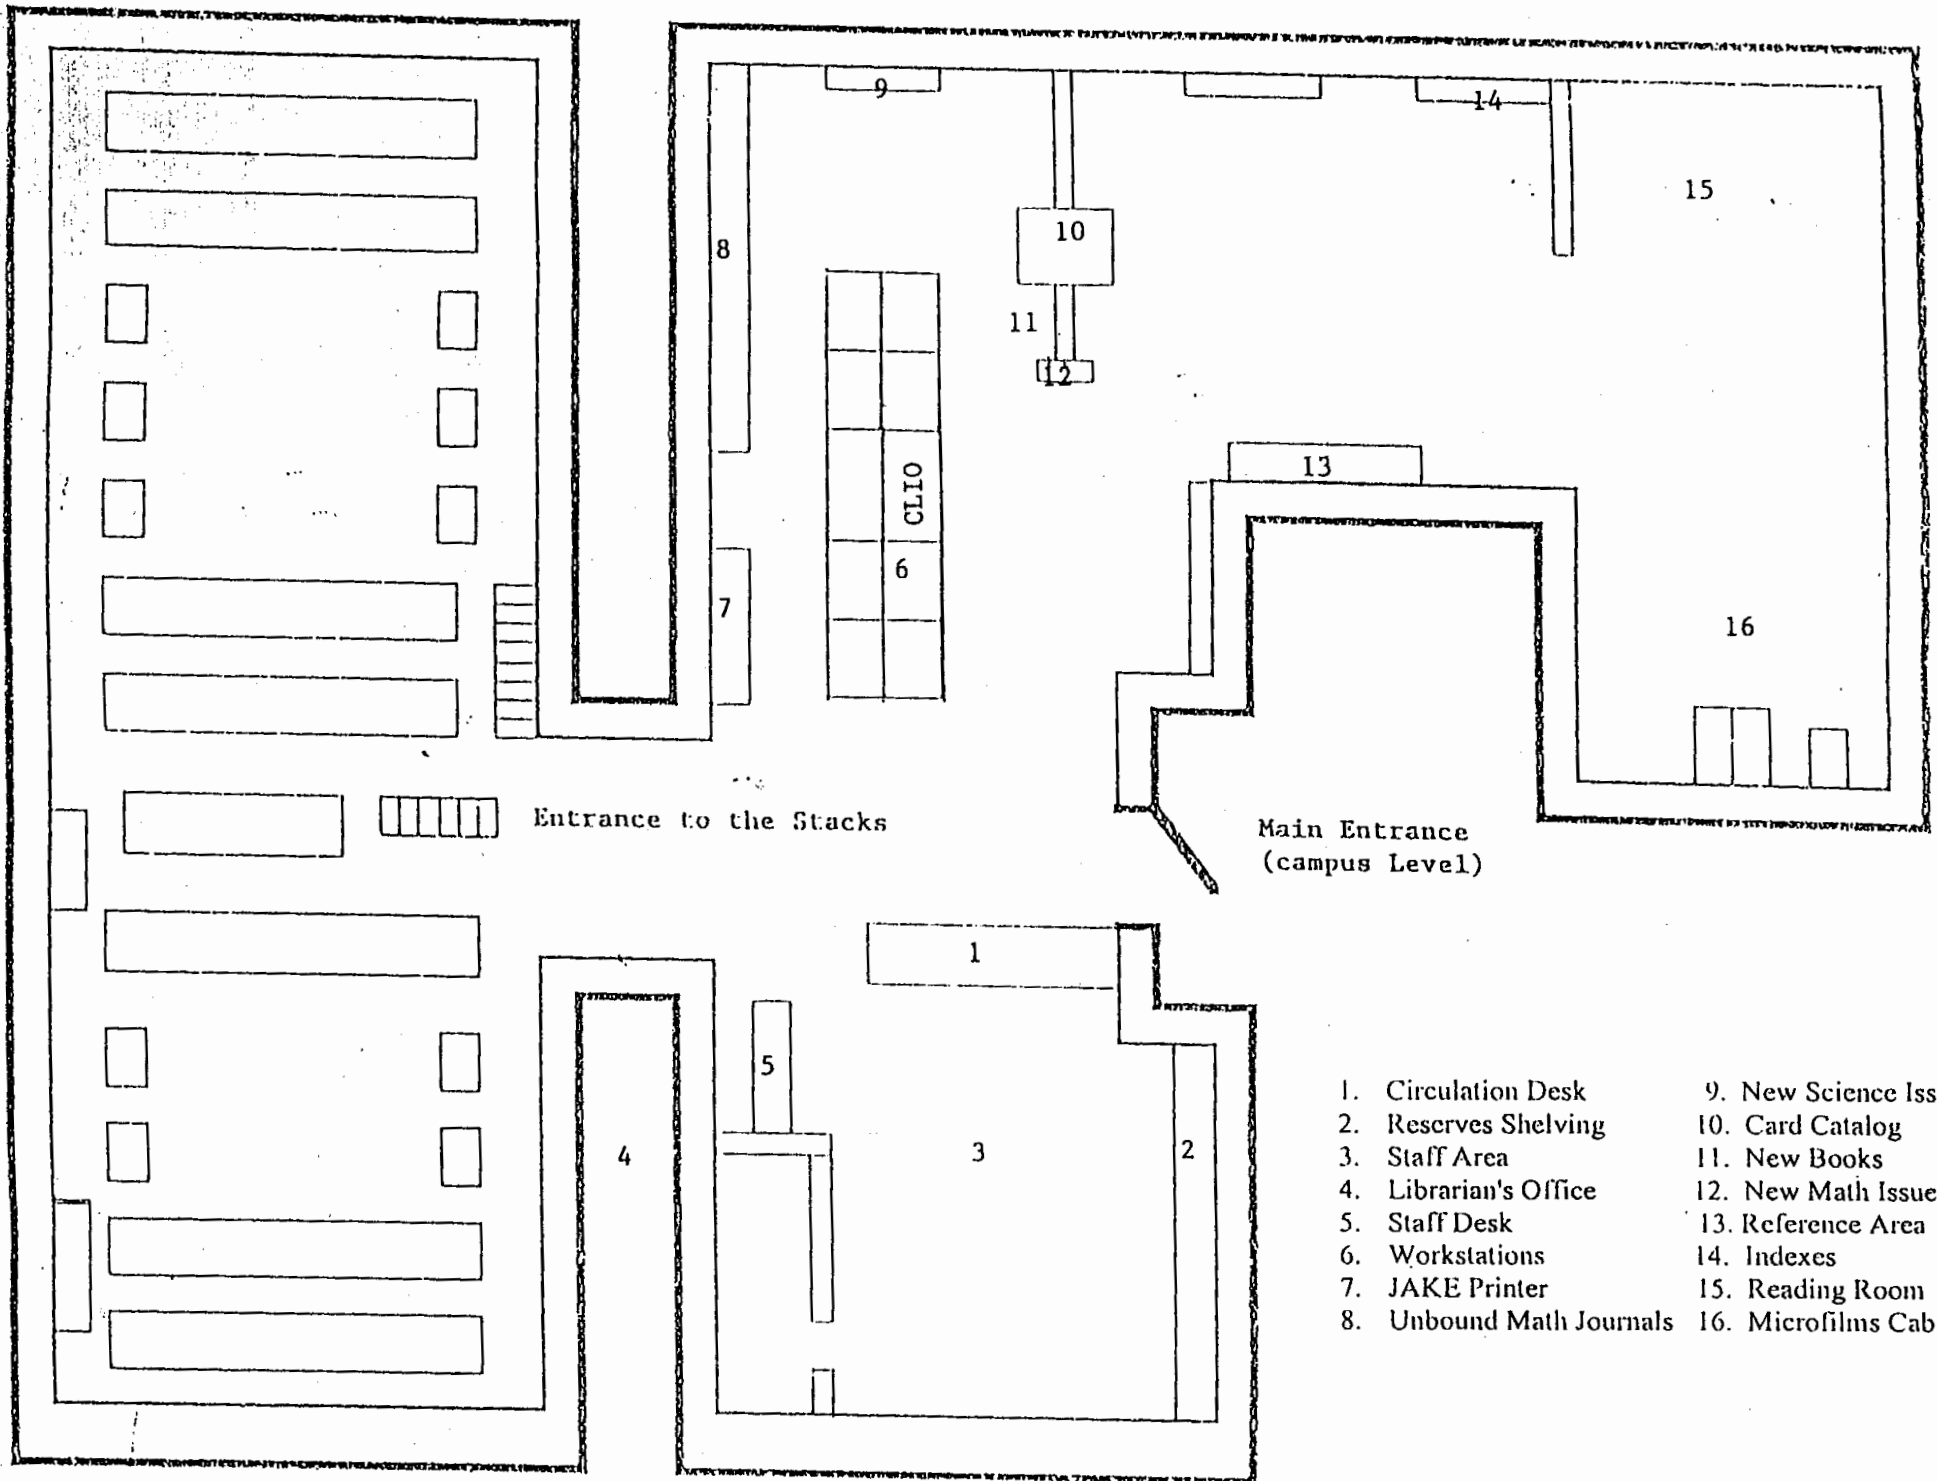 9
14
15
8
10
11
12
CLIO
13
6
7
16
Entrance to the Stacks
Main Entrance
(campus Level)
1
5
4
3
2
1. Circulation Desk
2. Reserves Shelving
3. Staff Area
4. Librarian's Office
5. Staff Desk
6. Workstations
7. JAKE Printer
8. Unbound Math Journals
9. New Science Iss
10. Card Catalog
11. New Books
12. New Math Issue
13. Reference Area
14. Indexes
15. Reading Room
16. Microfilms Cab